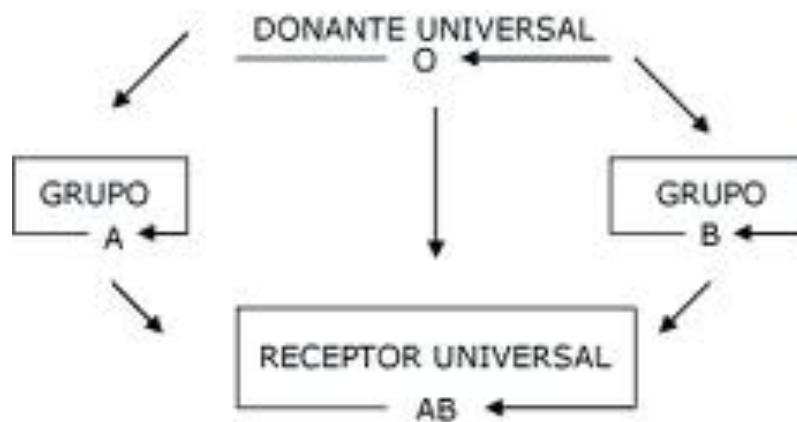 DONANTE UNIVERSAL
O
GRUPO
A
GRUPO
B
RECEPTOR UNIVERSAL
AB